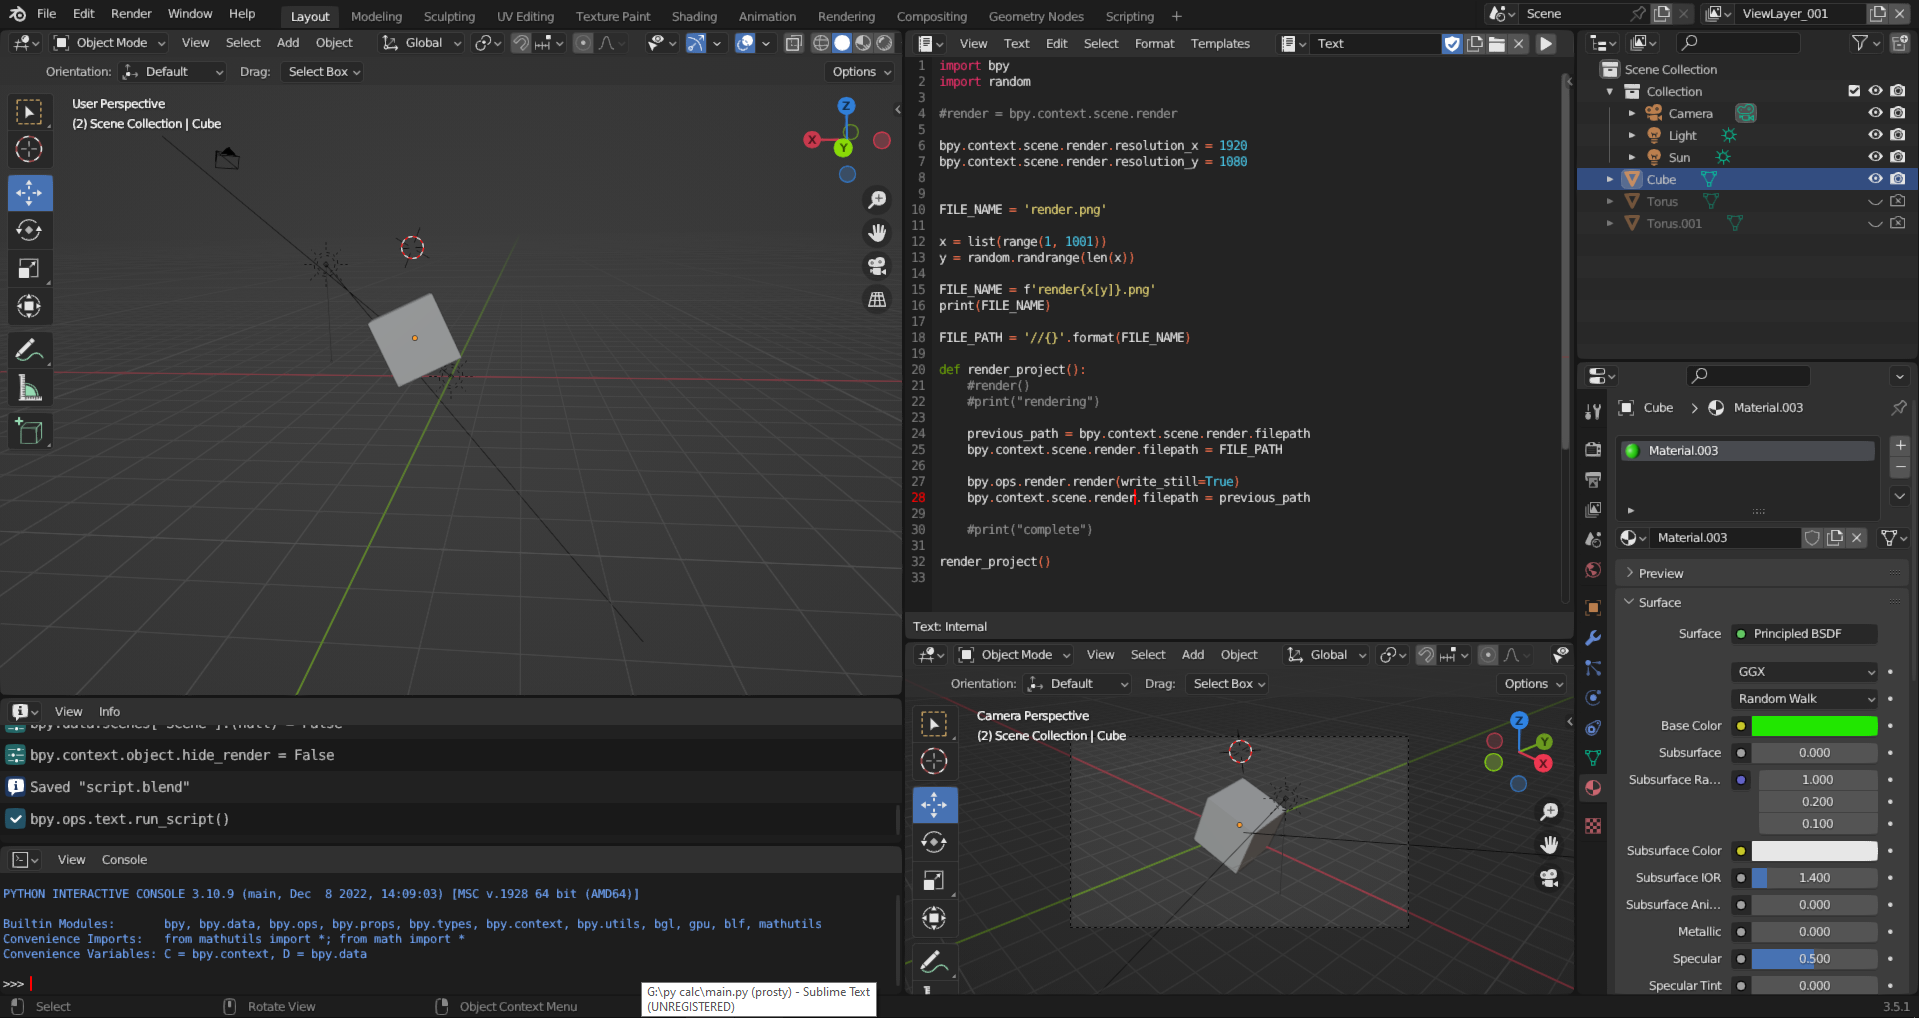 File Edit Render Window Help Layout Modeling Sculpting UV Editing Texture Paint Shading Animation Rendering Compositing Geometry Nodes Scripting + Scene ViewLayer_001
Object Mode View Select Add Object Global
Orientation: Default Drag: Select Box Options
User Perspective
(2) Scene Collection | Cube
Z
X
Y
View Text Edit Select Format Templates Text
1 import bpy
2 import random
3
4 #render = bpy.context.scene.render
5
6 bpy.context.scene.render.resolution_x = 1920
7 bpy.context.scene.render.resolution_y = 1080
8
9
10 FILE_NAME = 'render.png'
11
12 x = list(range(1, 1001))
13 y = random.randrange(len(x))
14
15 FILE_NAME = f'render{x[y]}.png'
16 print(FILE_NAME)
17
18 FILE_PATH = '//{}'.format(FILE_NAME)
19
20 def render_project():
21 #render()
22 #print("rendering")
23
24 previous_path = bpy.context.scene.render.filepath
25 bpy.context.scene.render.filepath = FILE_PATH
26
27 bpy.ops.render.render(write_still=True)
28 bpy.context.scene.render.filepath = previous_path
29
30 #print("complete")
31
32 render_project()
33
Text: Internal
Scene Collection
Collection
Camera
Light
Sun
Cube
Torus
Torus.001
Cube > Material.003
Material.003
Material.003
Preview
Surface
Surface Principled BSDF
GGX
Random Walk
Base Color
Subsurface 0.000
Subsurface Ra... 1.000
0.200
0.100
Subsurface Color
Subsurface IOR 1.400
Subsurface Ani... 0.000
Metallic 0.000
Specular 0.500
Specular Tint 0.000
Object Mode View Select Add Object Global
Orientation: Default Drag: Select Box Options
Camera Perspective
(2) Scene Collection | Cube
Z
Y
X
View Info
bpy.data.scenes["Scene"].(null) = False
bpy.context.object.hide_render = False
Saved "script.blend"
bpy.ops.text.run_script()
View Console
PYTHON INTERACTIVE CONSOLE 3.10.9 (main, Dec 8 2022, 14:09:03) [MSC v.1928 64 bit (AMD64)]
Builtin Modules: bpy, bpy.data, bpy.ops, bpy.props, bpy.types, bpy.context, bpy.utils, bgl, gpu, blf, mathutils
Convenience Imports: from mathutils import *; from math import *
Convenience Variables: C = bpy.context, D = bpy.data
>>>
Select Rotate View Object Context Menu
G:\py calc\main.py (prosty) - Sublime Text
(UNREGISTERED)
3.5.1